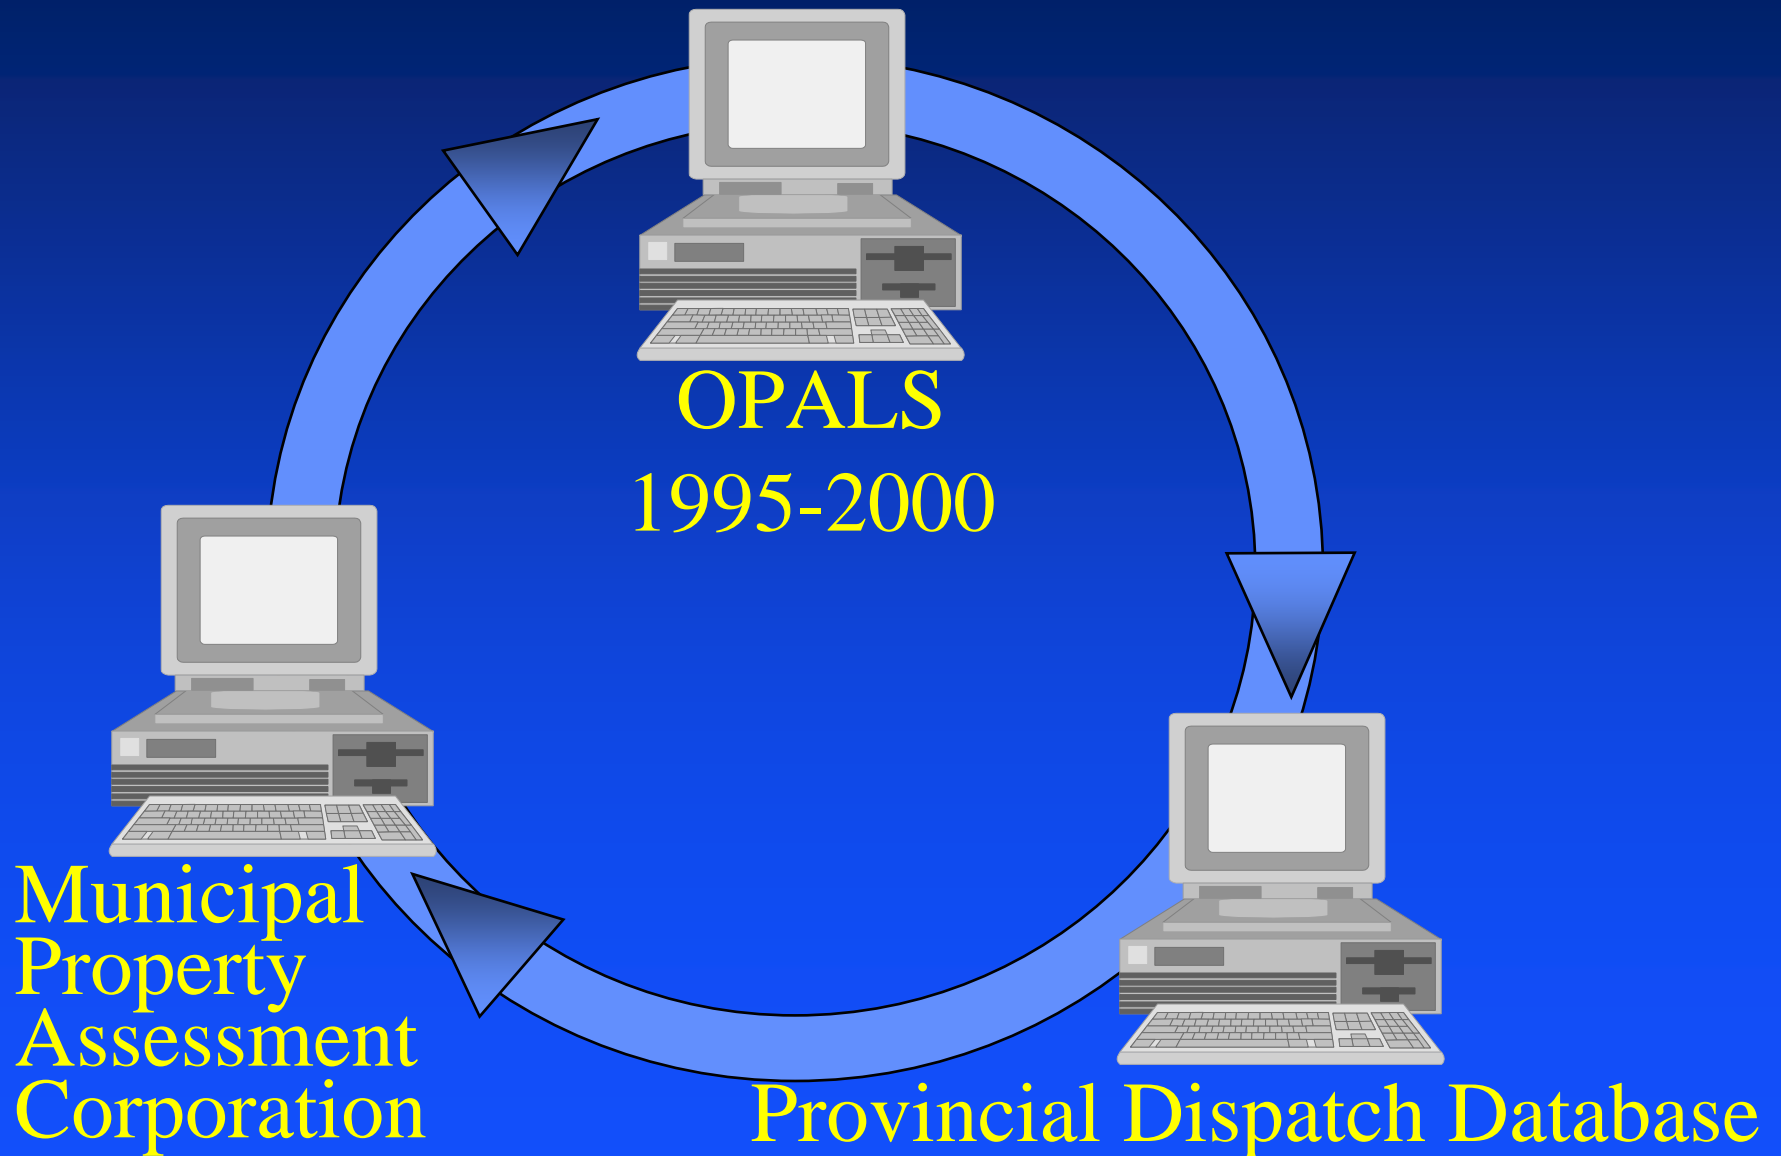 OPALS
1995-2000
Municipal
Property
Assessment
Corporation
Provincial Dispatch Database